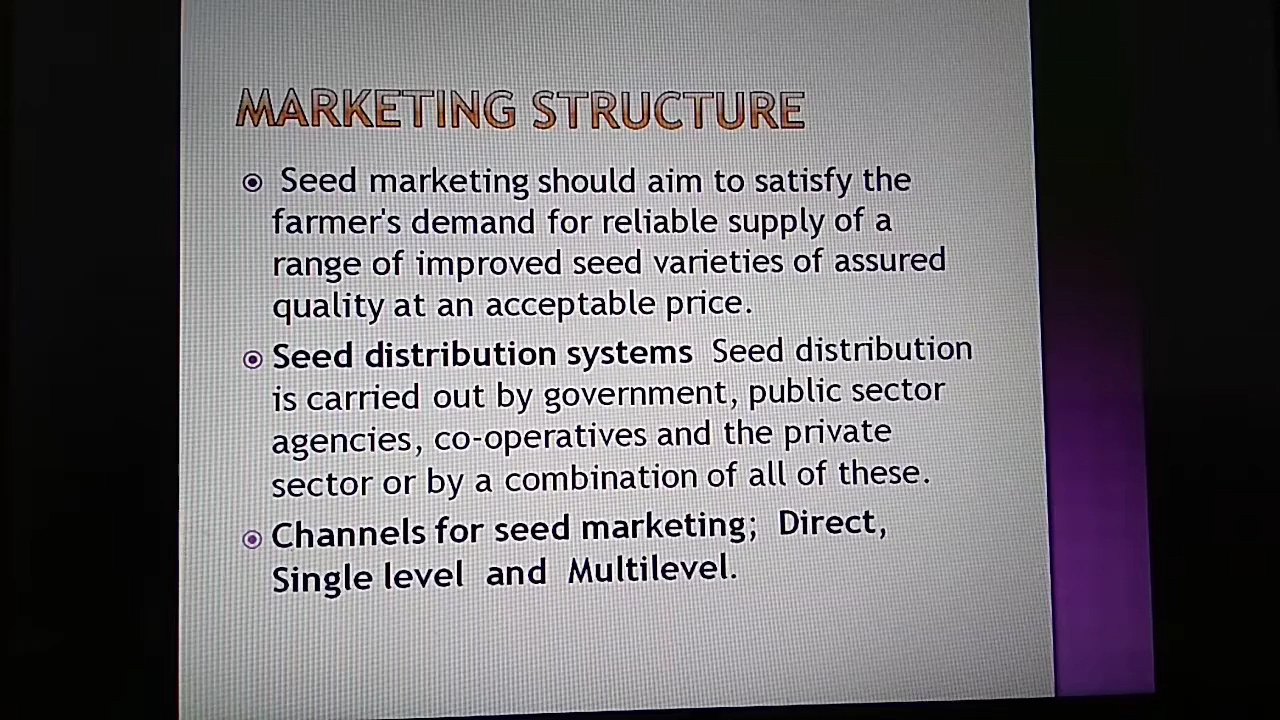 MARKETING STRUCTURE
Seed marketing should aim to satisfy the
farmer's demand for reliable supply of a
range of improved seed varieties of assured
quality at an acceptable price.
Seed distribution systems Seed distribution
is carried out by government, public sector
agencies, co-operatives and the private
sector or by a combination of all of these.
Channels for seed marketing; Direct,
Single level and Multilevel.